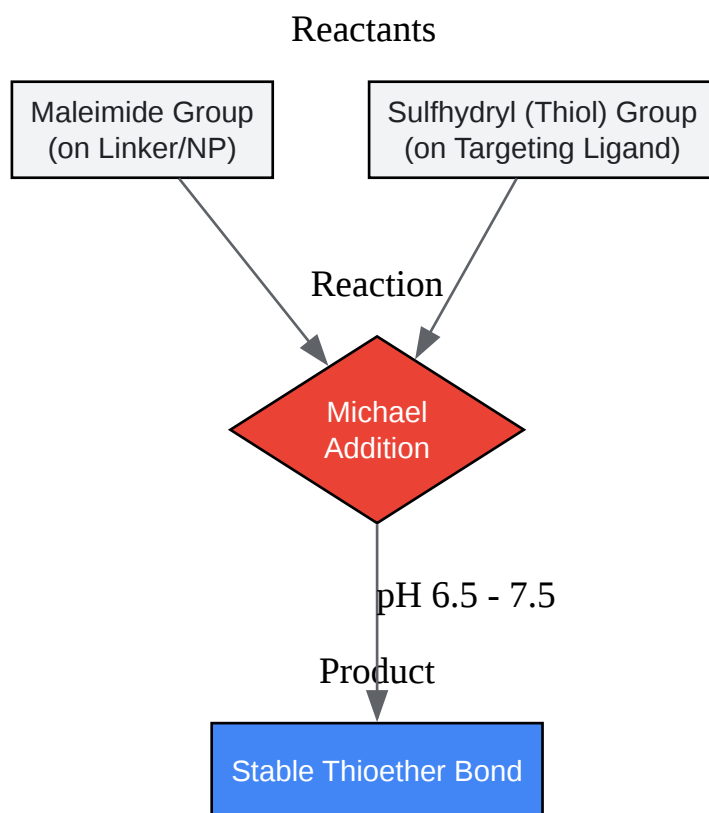 Reactants
Maleimide Group
(on Linker/NP)
Sulfhydryl (Thiol) Group
(on Targeting Ligand)
Reaction
Michael
Addition
pH 6.5 - 7.5
Product
Stable Thioether Bond